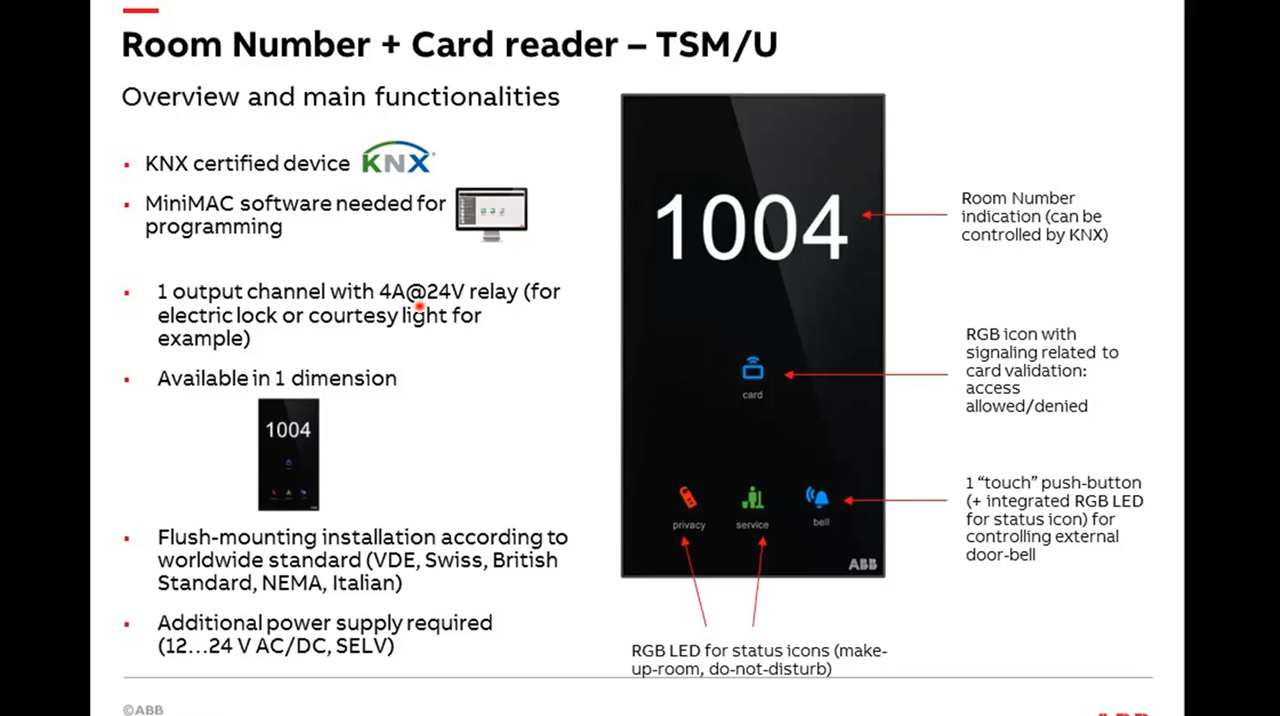 Room Number + Card reader – TSM/U
Overview and main functionalities
▪ KNX certified device
KNX
▪ MiniMAC software needed for
programming
▪ 1 output channel with 4A@24V relay (for
electric lock or courtesy light for
example)
▪ Available in 1 dimension
1004
▪ Flush-mounting installation according to
worldwide standard (VDE, Swiss, British
Standard, NEMA, Italian)
▪ Additional power supply required
(12...24 V AC/DC, SELV)
1004
card
privacy
service
bell
ABB
Room Number
indication (can be
controlled by KNX)
RGB icon with
signaling related to
card validation:
access
allowed/denied
1 “touch” push-button
(+ integrated RGB LED
for status icon) for
controlling external
door-bell
RGB LED for status icons (make-
up-room, do-not-disturb)
©ABB
ABB